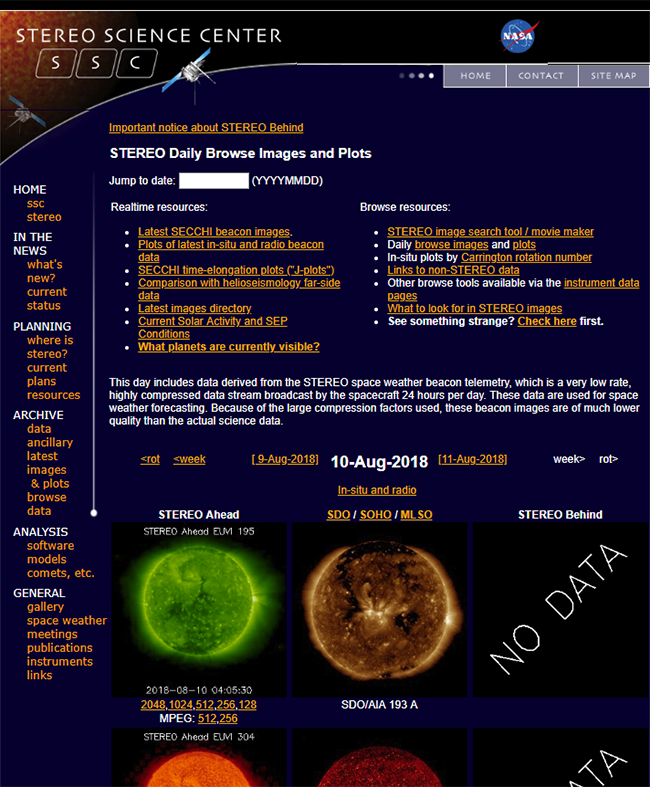 STEREO SCIENCE CENTER
S S C
NASA
HOME CONTACT SITE MAP
Important notice about STEREO Behind
STEREO Daily Browse Images and Plots
Jump to date: (YYYYMMDD)
HOME
ssc
stereo
IN THE
NEWS
what's
new?
current
status
PLANNING
where is
stereo?
current
plans
resources
ARCHIVE
data
ancillary
latest
images
& plots
browse
data
ANALYSIS
software
models
comets, etc.
GENERAL
gallery
space weather
meetings
publications
instruments
links
Realtime resources:
• Latest SECCHI beacon images.
• Plots of latest in-situ and radio beacon
data
• SECCHI time-elongation plots ("J-plots")
• Comparison with helioseismology far-side
data
• Latest images directory
• Current Solar Activity and SEP
Conditions
• What planets are currently visible?
Browse resources:
• STEREO image search tool / movie maker
• Daily browse images and plots
• In-situ plots by Carrington rotation number
• Links to non-STEREO data
• Other browse tools available via the instrument data
pages
• What to look for in STEREO images
• See something strange? Check here first.
This day includes data derived from the STEREO space weather beacon telemetry, which is a very low rate,
highly compressed data stream broadcast by the spacecraft 24 hours per day. These data are used for space
weather forecasting. Because of the large compression factors used, these beacon images are of much lower
quality than the actual science data.
<rot <week [ 9-Aug-2018] 10-Aug-2018 [11-Aug-2018] week> rot>
In-situ and radio
STEREO Ahead SDO / SOHO / MLSO STEREO Behind
STEREO Ahead EUVI 195
2018-08-10 04:05:30
NO DATA
2048,1024,512,256,128
MPEG: 512,256
SDO/AIA 193 A
STEREO Ahead EUVI 304
DATA